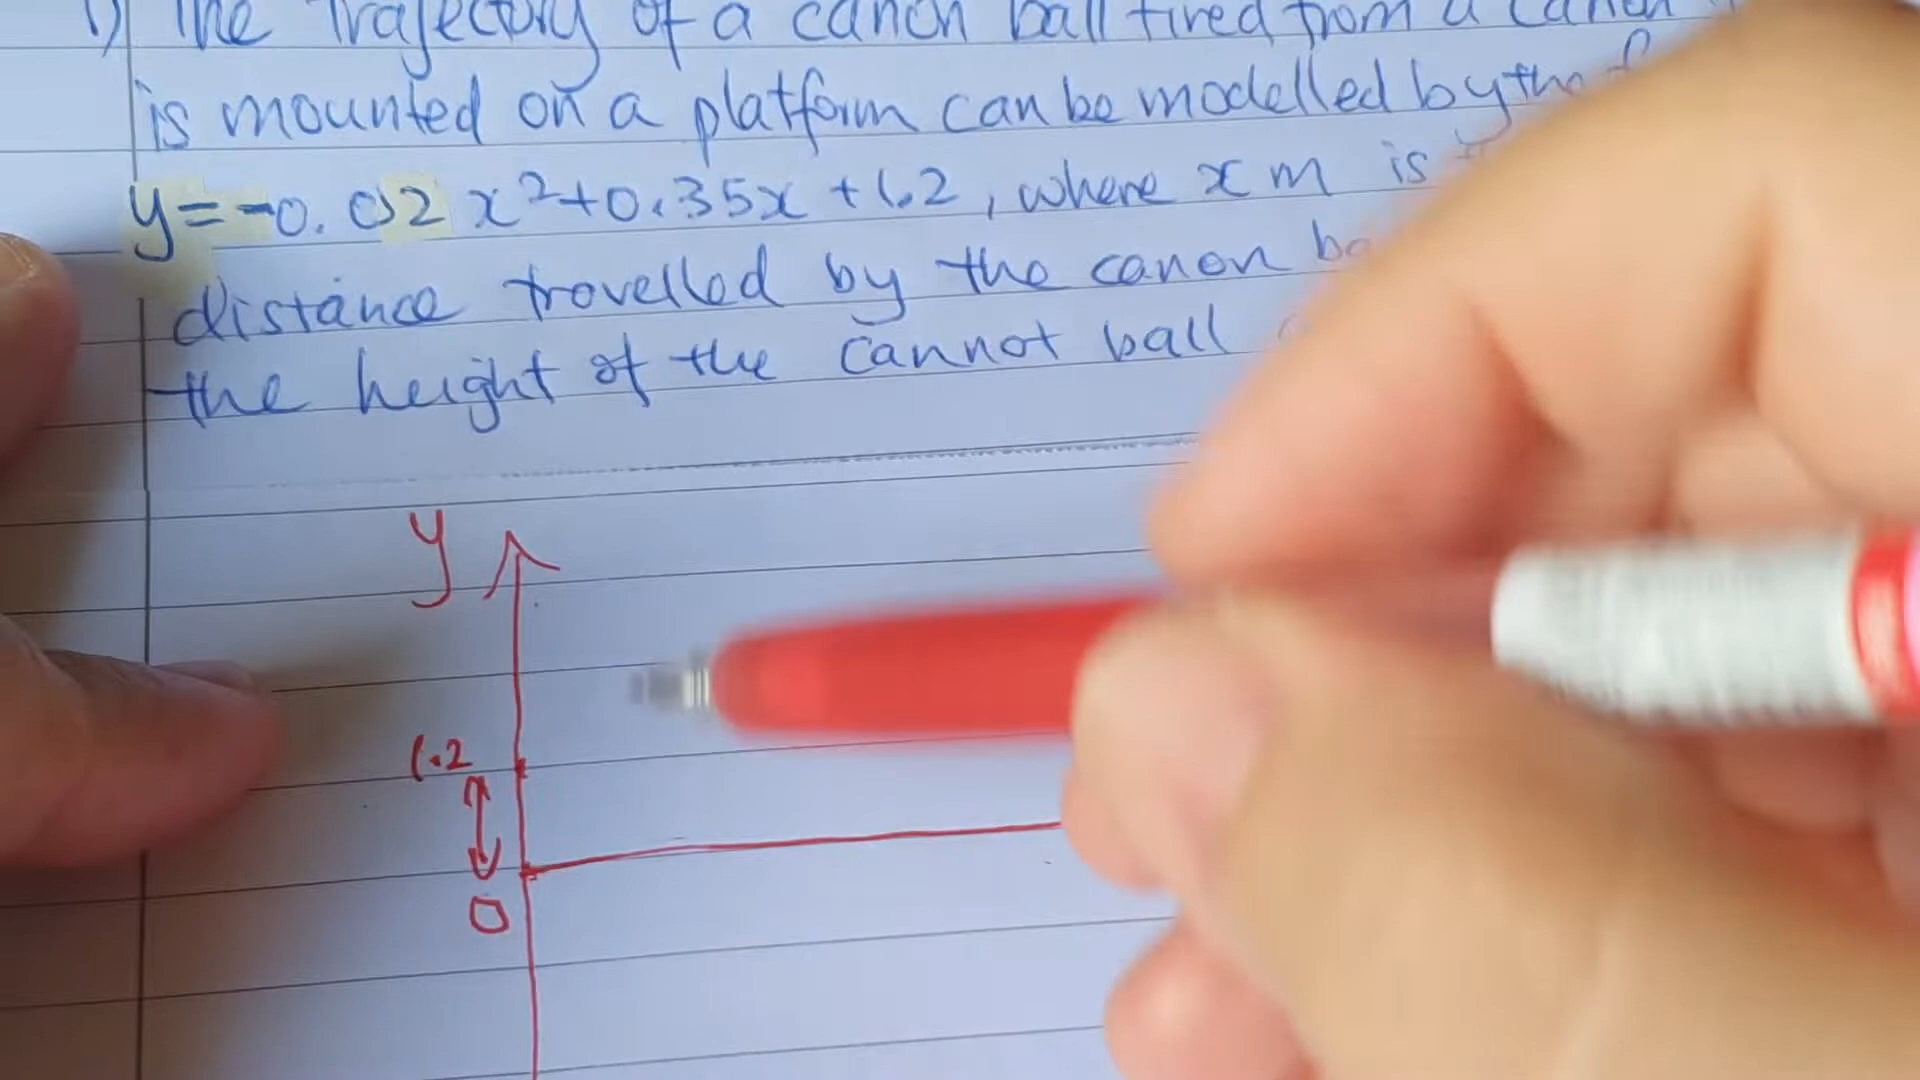 1) The Trajectory of a canon ball fired from a canon
is mounted on a platform can be modelled by the
y=-0.02x²+0.35x+1.2, where x m is
distance travelled by the canon
the height of the cannot ball
y
1.2
0